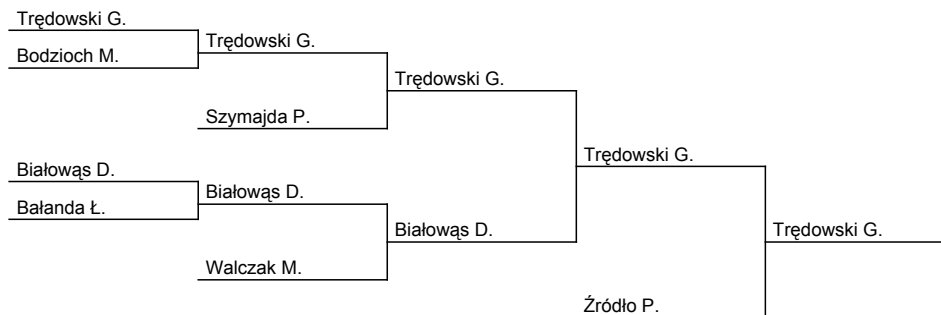 Trędowski G.
Bodzioch M.
Trędowski G.
Szymajda P.
Trędowski G.
Białowąs D.
Bałanda Ł.
Białowąs D.
Walczak M.
Białowąs D.
Trędowski G.
Źródło P.
Trędowski G.